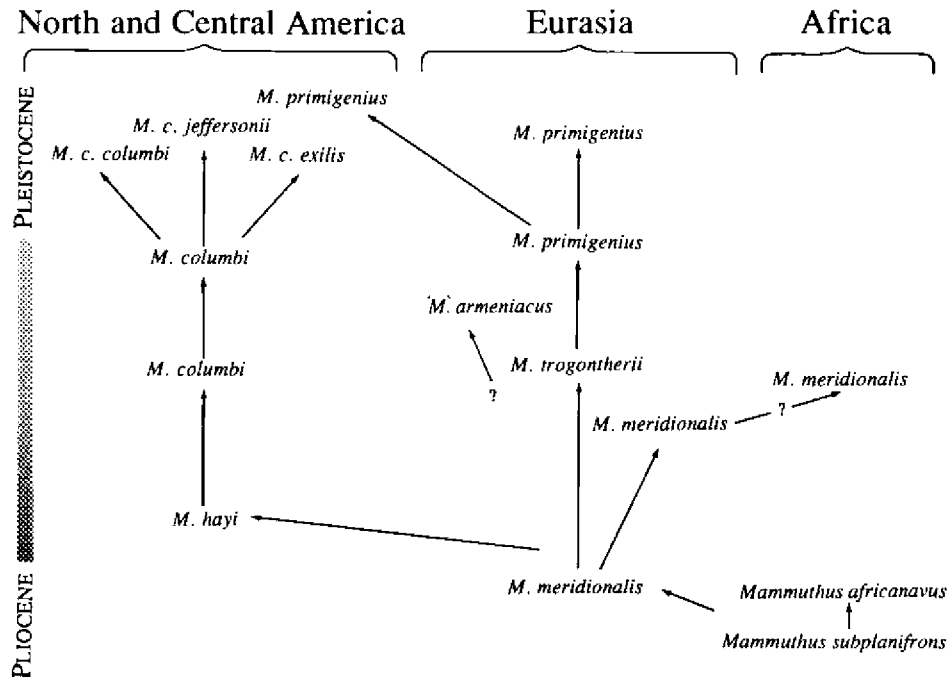 North and Central America
Eurasia
Africa
M. primigenius
M. c. jeffersonii
M. primigenius
M. c. columbi
M. c. exilis
M. primigenius
M. columbi
'M' armeniacus
M. columbi
M. trogontherii
M. meridionalis
?
?
M. meridionalis
M. hayi
M. meridionalis
Mammuthus africanavus
Mammuthus subplanifrons
PLEISTOCENE
PLIOCENE